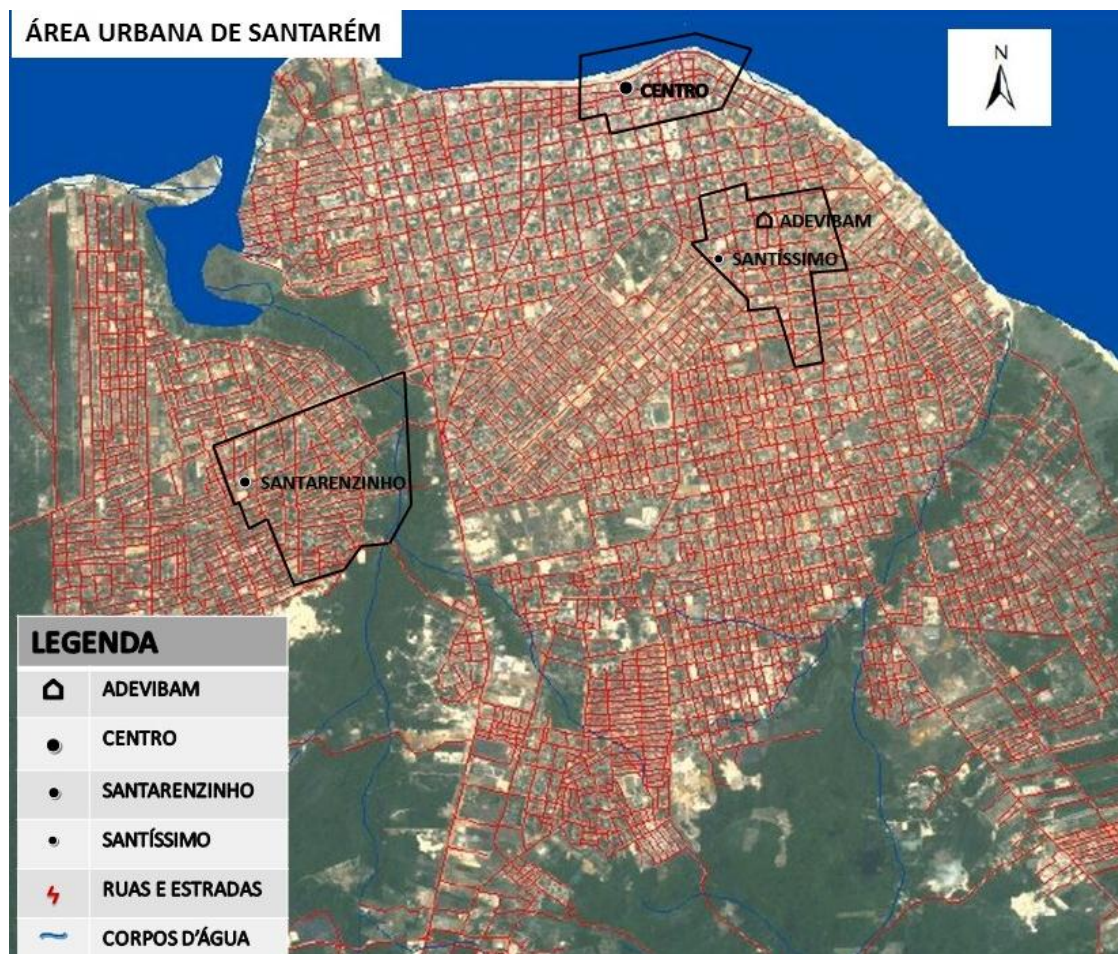 ÁREA URBANA DE SANTARÉM
N
CENTRO
ADEVIBAM
SANTÍSSIMO
SANTARENZINHO
LEGENDA
ADEVIBAM
CENTRO
SANTARENZINHO
SANTÍSSIMO
RUAS E ESTRADAS
CORPOS D'ÁGUA